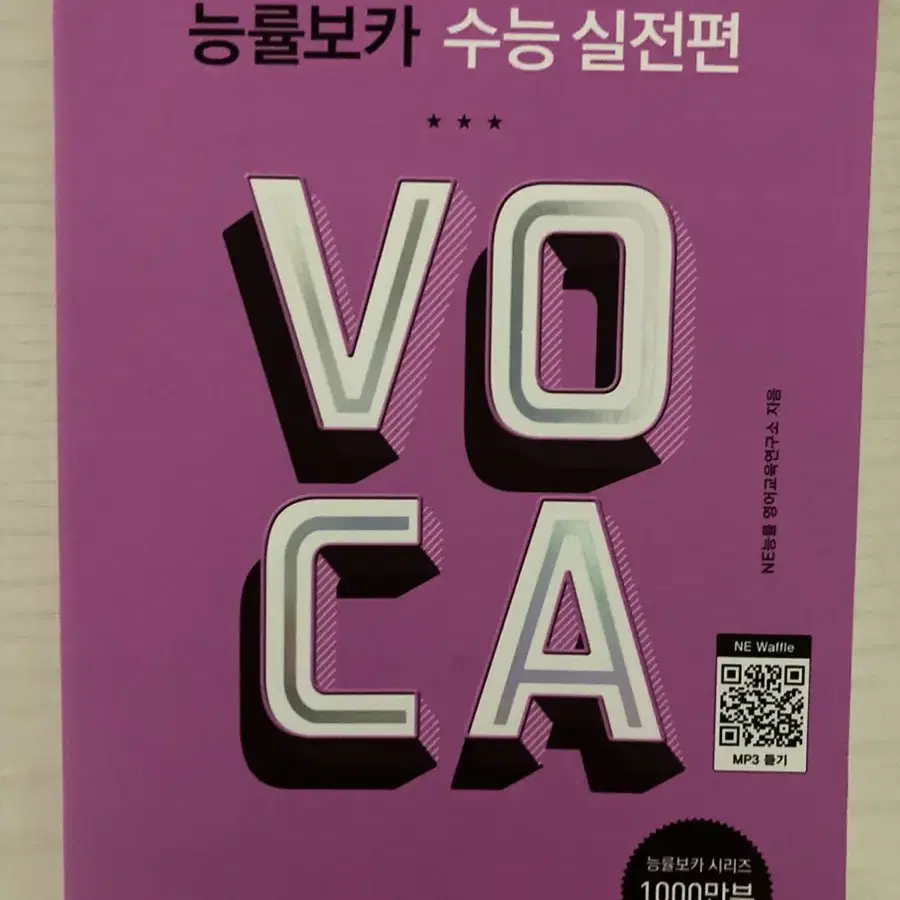 능률보카 수능 실전편
★ ★ ★
VO
CA
NE능률 영어교육연구소 지음
NE Waffle
MP3 듣기
능률보카 시리즈
1000만부